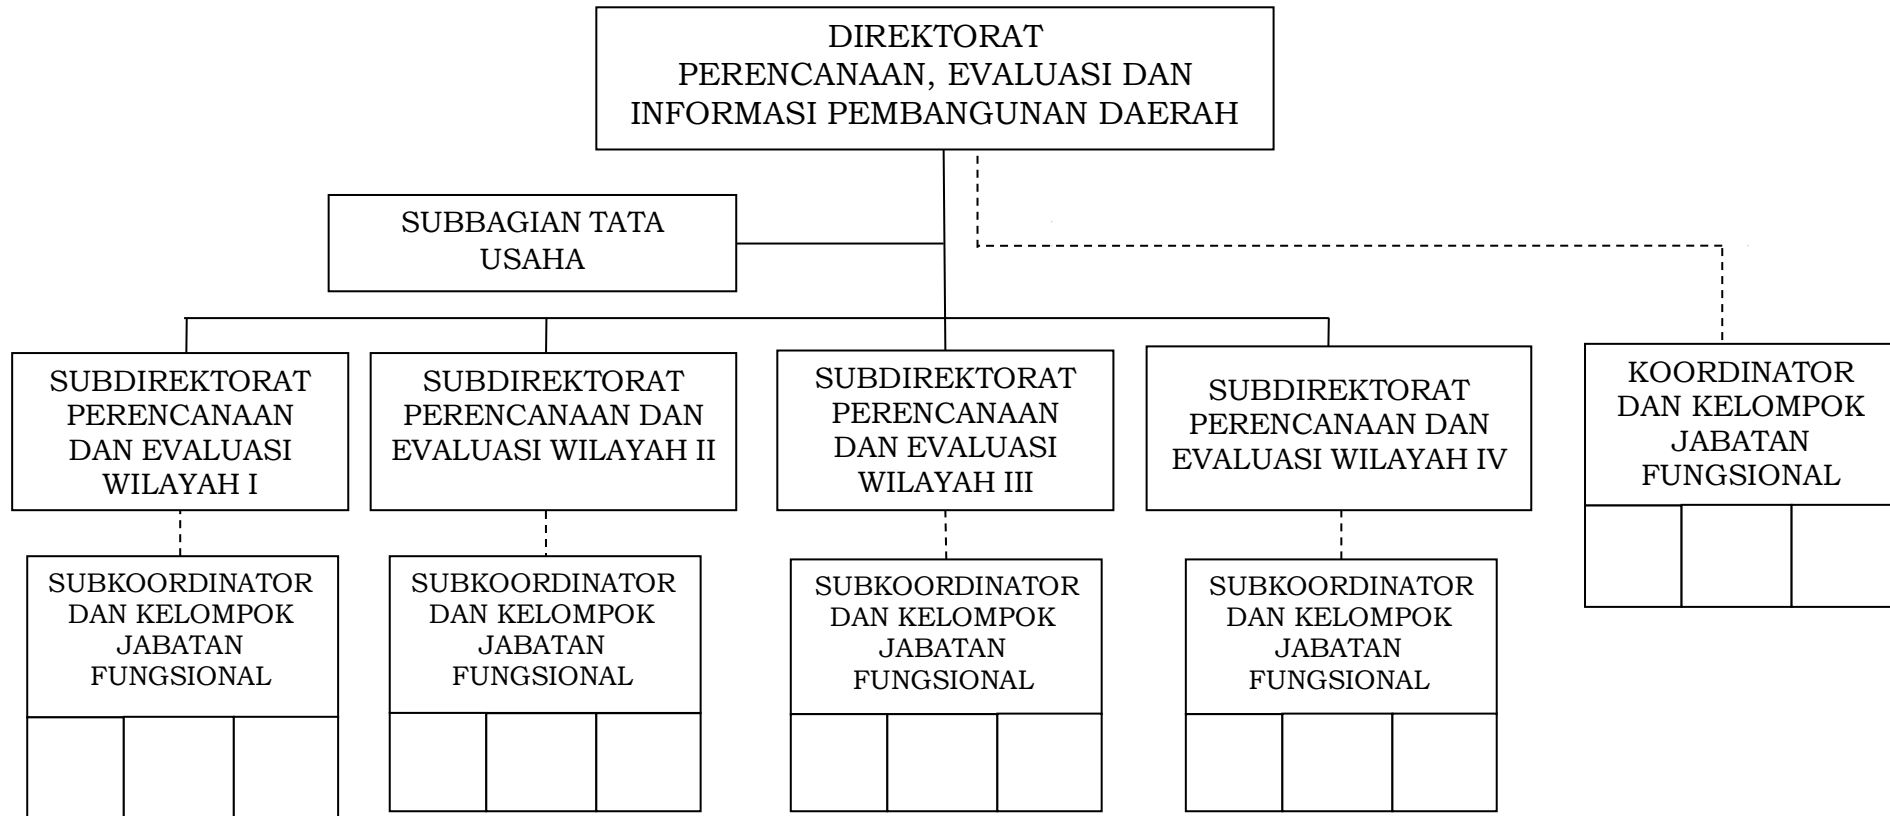 DIREKTORAT
PERENCANAAN, EVALUASI DAN
INFORMASI PEMBANGUNAN DAERAH
SUBBAGIAN TATA
USAHA
SUBDIREKTORAT
PERENCANAAN
DAN EVALUASI
WILAYAH I
SUBDIREKTORAT
PERENCANAAN DAN
EVALUASI WILAYAH II
SUBDIREKTORAT
PERENCANAAN
DAN EVALUASI
WILAYAH III
SUBDIREKTORAT
PERENCANAAN DAN
EVALUASI WILAYAH IV
KOORDINATOR
DAN KELOMPOK
JABATAN
FUNGSIONAL
SUBKOORDINATOR
DAN KELOMPOK
JABATAN
FUNGSIONAL
SUBKOORDINATOR
DAN KELOMPOK
JABATAN
FUNGSIONAL
SUBKOORDINATOR
DAN KELOMPOK
JABATAN
FUNGSIONAL
SUBKOORDINATOR
DAN KELOMPOK
JABATAN
FUNGSIONAL